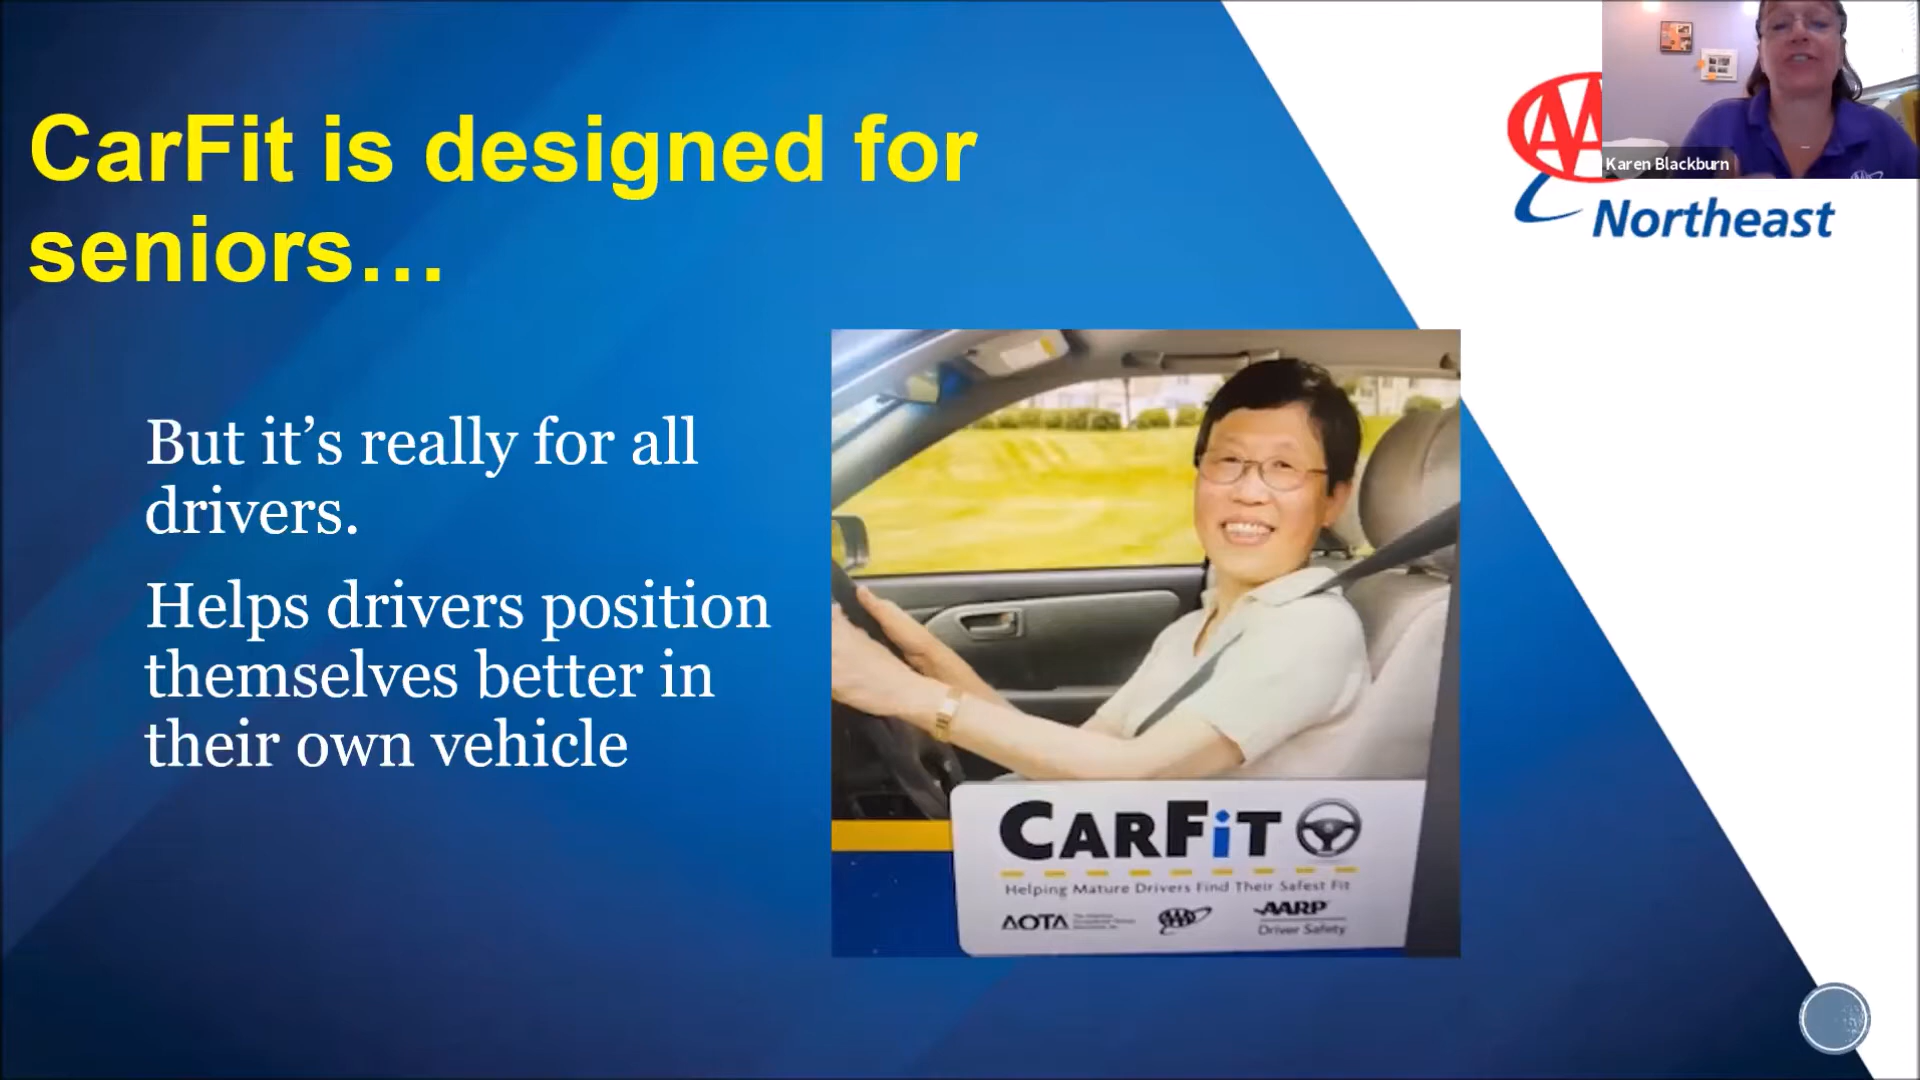 CarFit is designed for
seniors…
But it’s really for all
drivers.
Helps drivers position
themselves better in
their own vehicle
Karen Blackburn
Northeast
CARFiT
Helping Mature Drivers Find Their Safest Fit
AOTA
AAA
AARP
Driver Safety